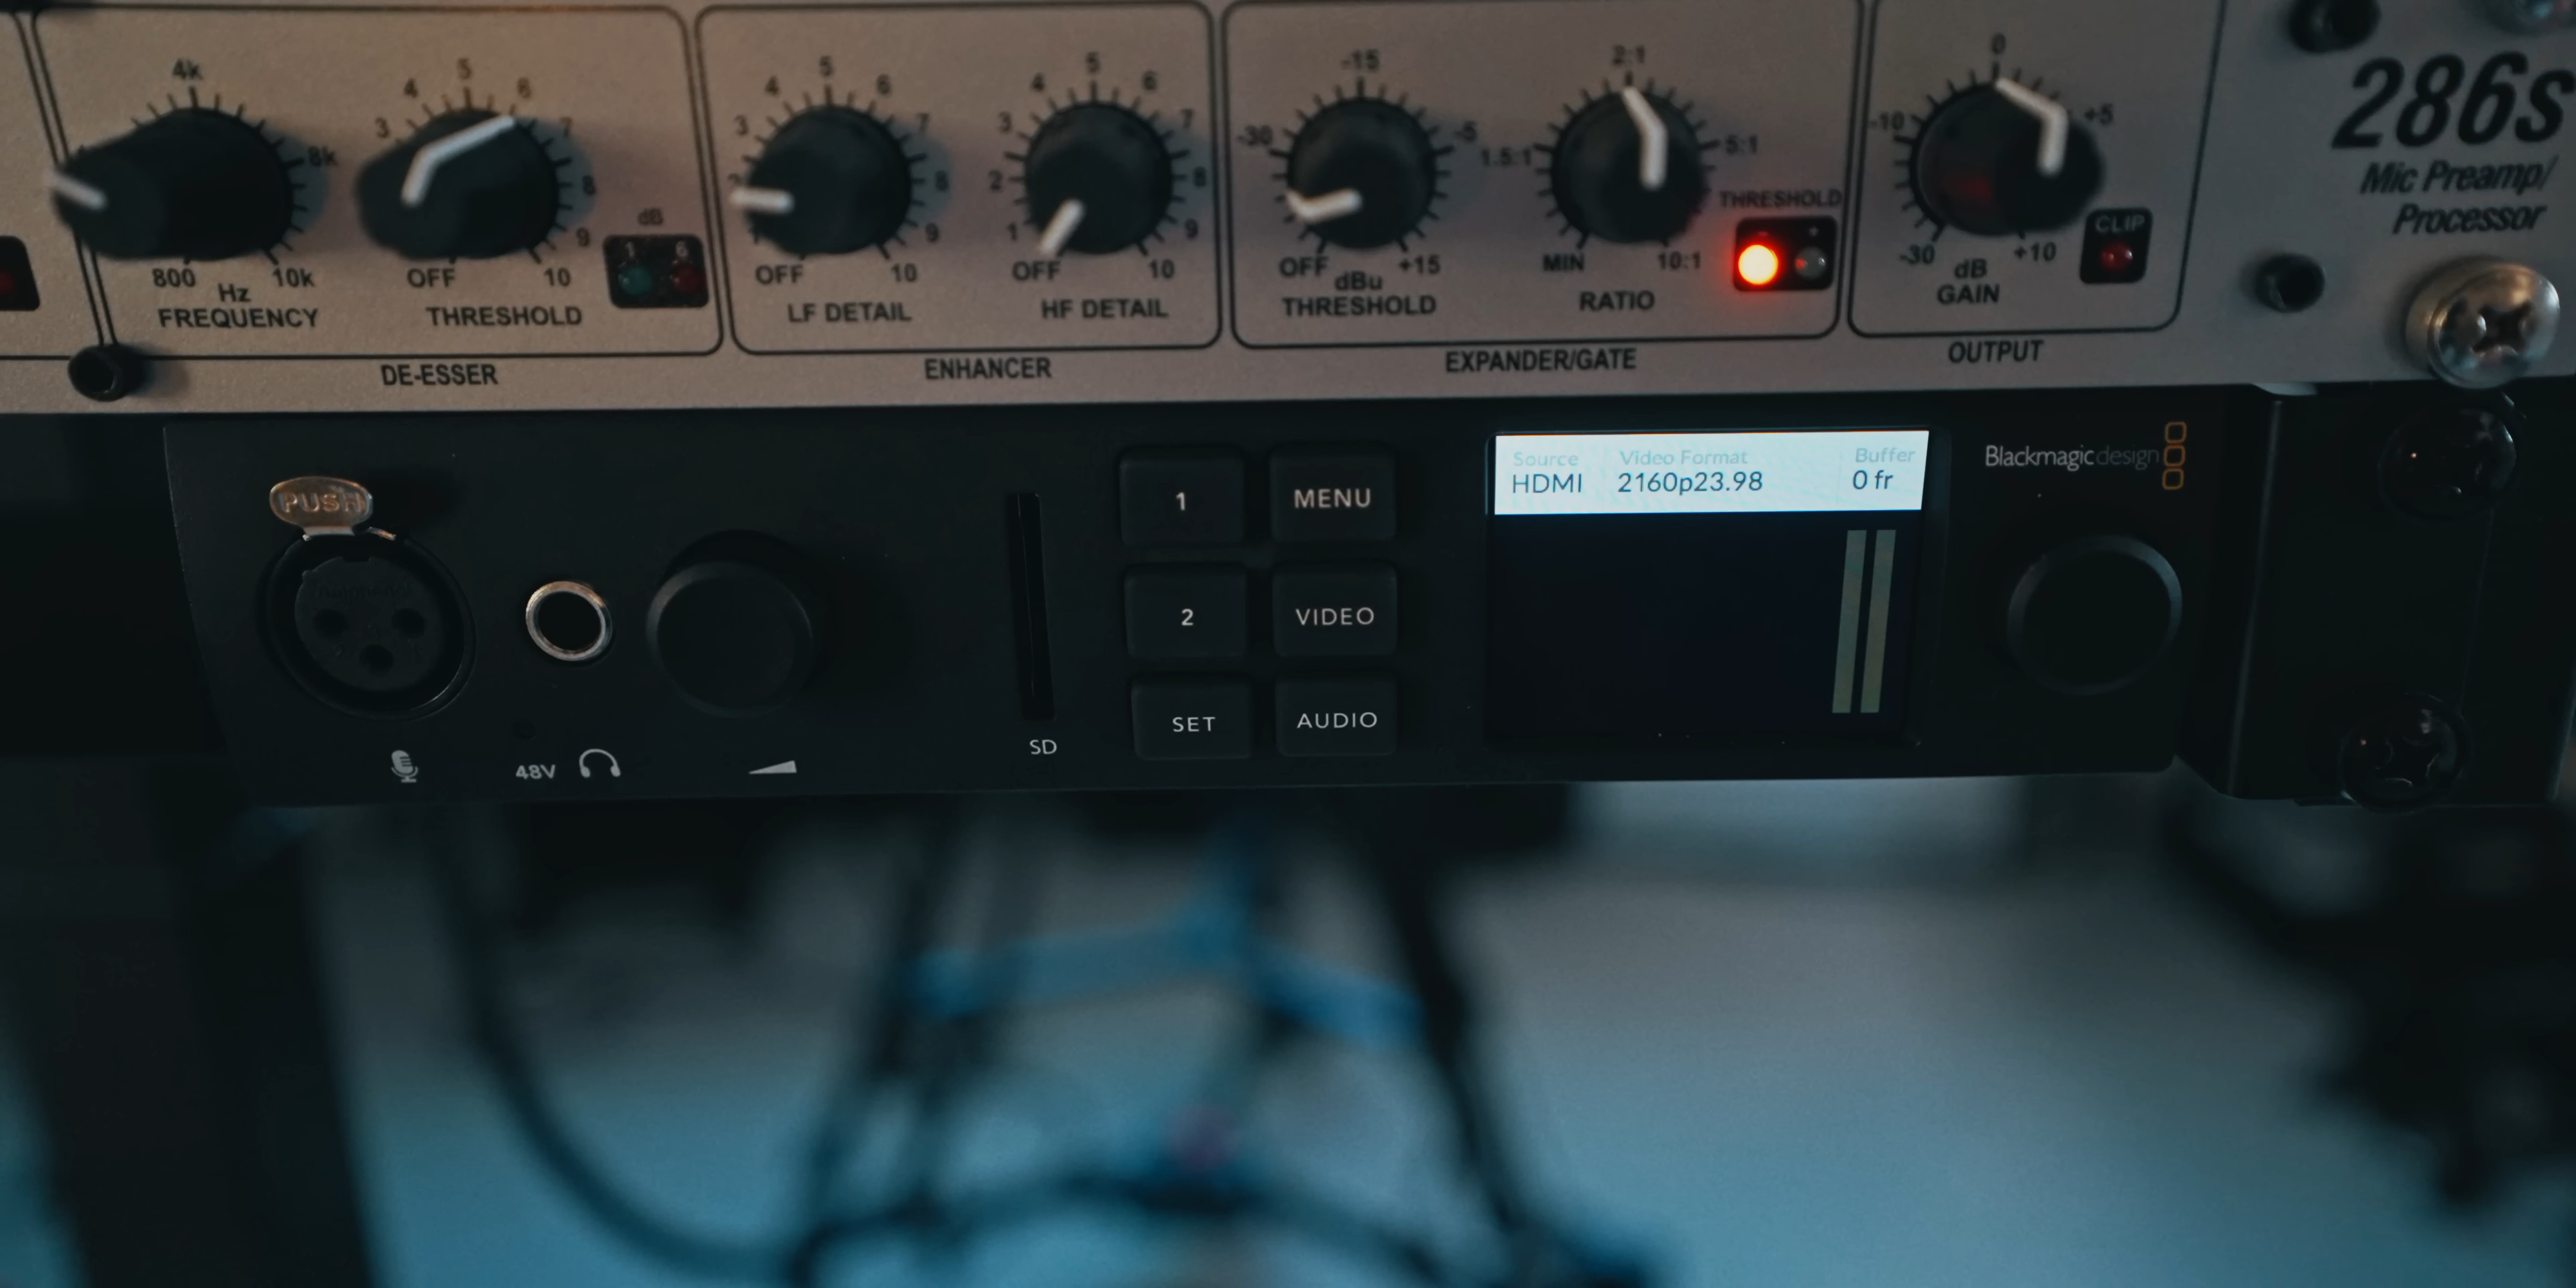 4k
8k
800
Hz
10k
FREQUENCY
3
4
5
6
7
8
9
OFF
10
THRESHOLD
dB
1 6
DE-ESSER
3
4
5
6
7
8
9
OFF
10
LF DETAIL
1
2
3
4
5
6
7
8
9
OFF
10
HF DETAIL
ENHANCER
-30
-15
-5
OFF
dBu
+15
THRESHOLD
1.5:1
2:1
5:1
MIN
10:1
RATIO
THRESHOLD
- +
EXPANDER/GATE
-10
0
+5
-30
dB
+10
GAIN
CLIP
OUTPUT
286s
Mic Preamp/
Processor
PUSH
48V
SD
1
MENU
2
VIDEO
SET
AUDIO
Source Video Format Buffer
HDMI 2160p23.98 0 fr
Blackmagicdesign